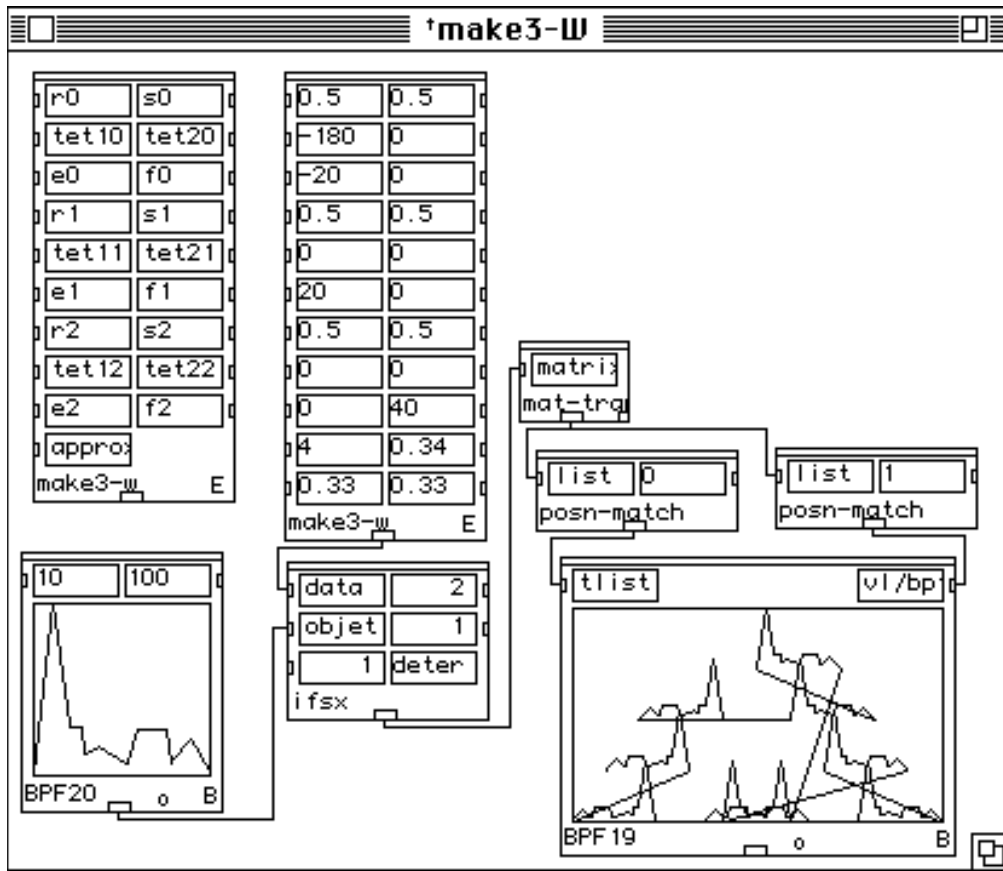 †make3-W
r0 s0
tet10 tet20
e0 f0
r1 s1
tet11 tet21
e1 f1
r2 s2
tet12 tet22
e2 f2
approx
make3-w E
0.5 0.5
-180 0
-20 0
0.5 0.5
0 0
20 0
0.5 0.5
0 0
0 40
4 0.34
0.33 0.33
make3-w E
matrix
mat-tra
list 0
posn-match
list 1
posn-match
10 100
BPF20 o B
data 2
objet 1
1 deter
ifsx
tlist vl/bp
BPF19 o B